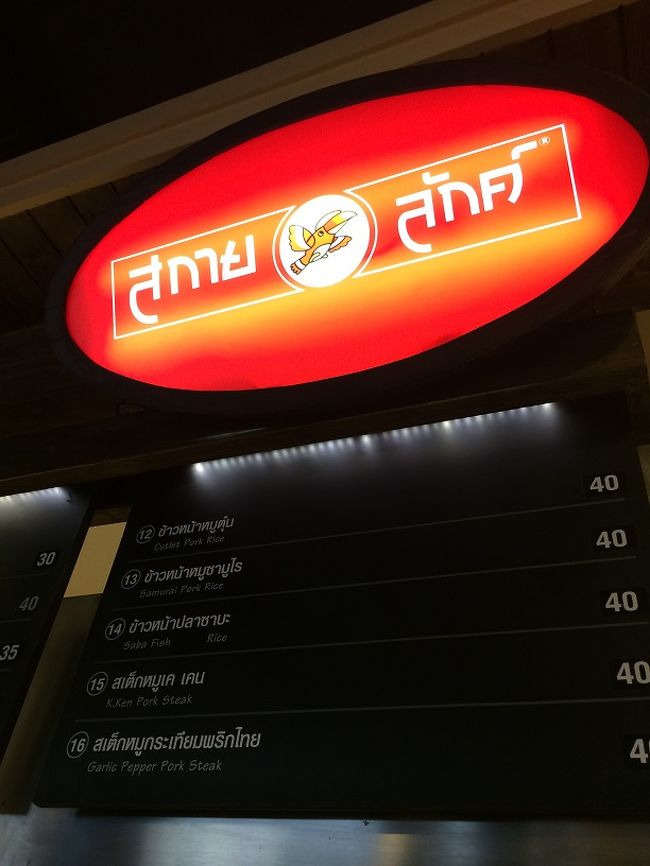 สกาย สูักค์ ®
30
40
35
12 ข้าวหน้าหมูตุ๋น 40
Cutlet Pork Rice
13 ข้าวหน้าหมูซามูไร 40
Samurai Pork Rice
14 ข้าวหน้าปลาซาบะ 40
Saba Fish Rice
15 สเต็กหมูเค เคน 40
K.Ken Pork Steak
16 สเต็กหมูกระเทียมพริกไทย
Garlic Pepper Pork Steak